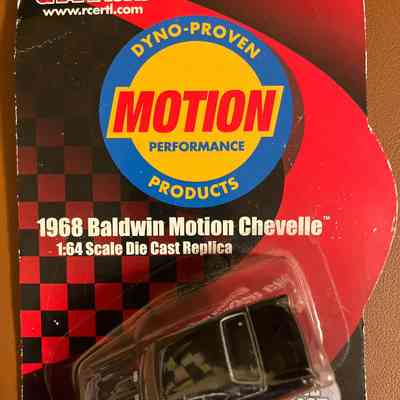 www.rcertl.com
DYNO-PROVEN
MOTION
PERFORMANCE
PRODUCTS
1968 Baldwin Motion Chevelle™
1:64 Scale Die Cast Replica